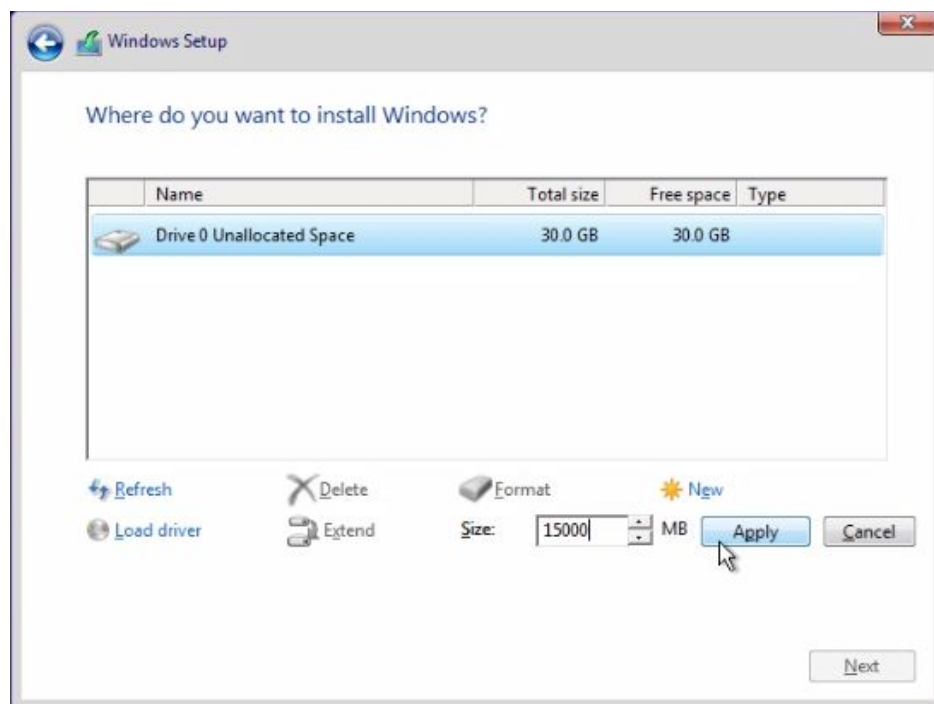 Windows Setup
Where do you want to install Windows?
Name Total size Free space Type
Drive 0 Unallocated Space 30.0 GB 30.0 GB
Refresh Delete Format New
Load driver Extend Size: 15000 MB Apply Cancel
Next